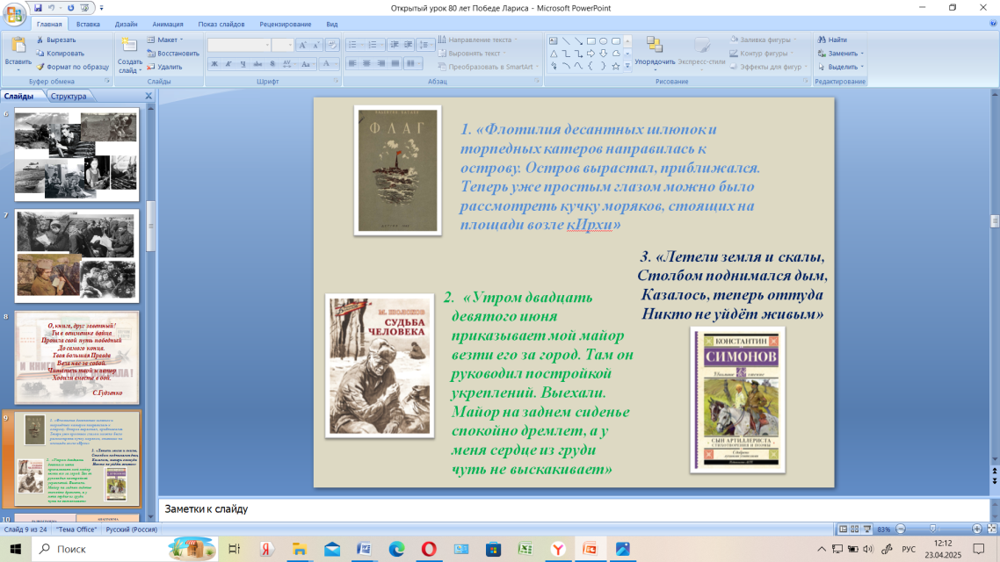 Открытый урок 80 лет Победе Лариса - Microsoft PowerPoint
Главная Вставка Дизайн Анимация Показ слайдов Рецензирование Вид
Вставить
Вырезать
Копировать
Формат по образцу
Буфер обмена
Создать слайд
Макет
Восстановить
Удалить
Слайды
Шрифт
Направление текста
Выровнять текст
Преобразовать в SmartArt
Абзац
Упорядочить
Экспресс-стили
Заливка фигуры
Контур фигуры
Эффекты для фигур
Рисование
Найти
Заменить
Выделить
Редактирование
Слайды Структура
6
7
8
О, книга, друг заветный!
Ты в вещмешке бойца
Прошла свой путь победный
До самого конца.
Твоя большая Правда
Вела нас за собой.
Читатель твой и автор
Ходили вместе в бой.
С.Гудзенко
9
10
ФЛАГ
1. «Флотилия десантных шлюпок и
торпедных катеров направилась к
острову. Остров вырастал, приближался.
Теперь уже простым глазом можно было
рассмотреть кучку моряков, стоящих на
площади возле кИрхи»
М. ШОЛОХОВ
СУДЬБА
ЧЕЛОВЕКА
2. «Утром двадцать
девятого июня
приказывает мой майор
везти его за город. Там он
руководил постройкой
укреплений. Выехали.
Майор на заднем сиденье
спокойно дремлет, а у
меня сердце из груди
чуть не выскакивает»
3. «Летели земля и скалы,
Столбом поднимался дым,
Казалось, теперь оттуда
Никто не уйдёт живым»
КОНСТАНТИН
СИМОНОВ
СЫН АРТИЛЛЕРИСТА
СТИХОТВОРЕНИЯ И ПОЭМЫ
Заметки к слайду
Слайд 9 из 24 "Тема Office" Русский (Россия) 83%
Поиск
РУС
12:12
23.04.2025